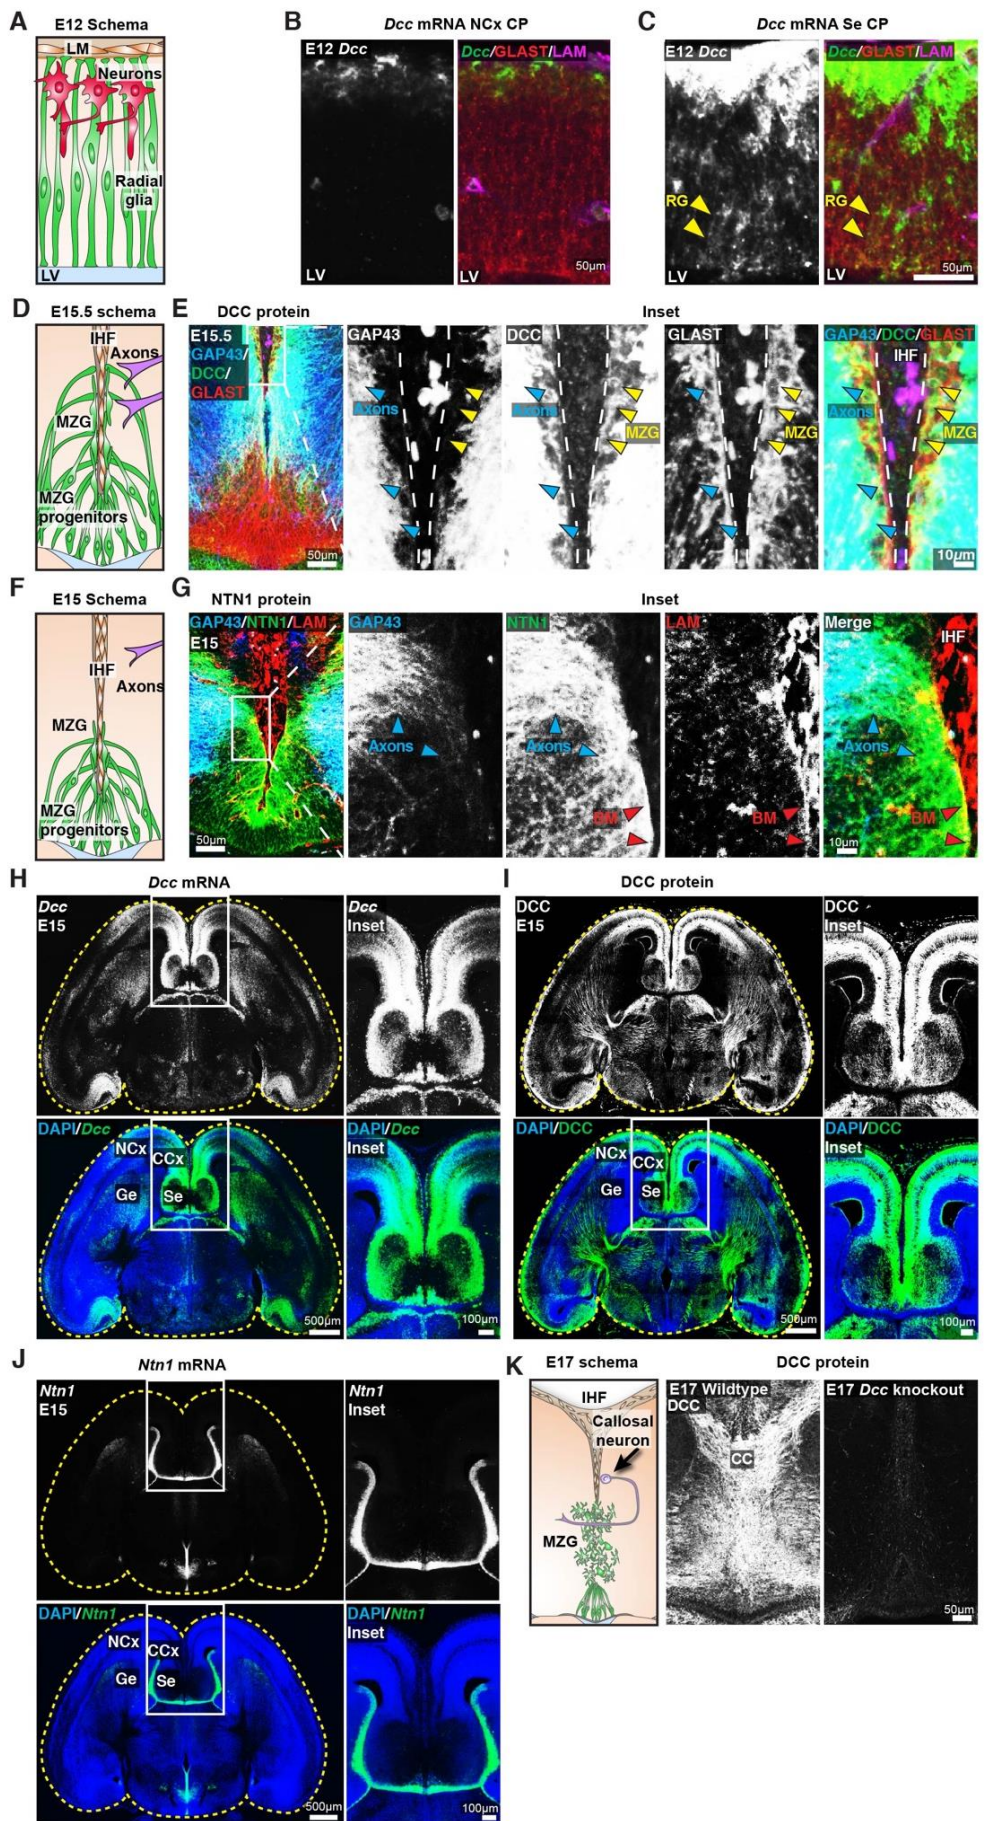 A
E12 Schema
LM
Neurons
Radial
glia
LV
B
Dcc mRNA NCx CP
E12 Dcc
LV
Dcc/GLAST/LAM
50µm
LV
C
Dcc mRNA Se CP
E12 Dcc
RG
LV
Dcc/GLAST/LAM
RG
LV
50µm
D
E15.5 schema
IHF
Axons
MZG
MZG
progenitors
E
DCC protein
Inset
E15.5
GAP43/
DCC/
GLAST
50µm
GAP43
Axons
DCC
Axons
MZG
GLAST
Axons
MZG
GAP43/DCC/GLAST
IHF
Axons
MZG
10µm
F
E15 Schema
IHF
Axons
MZG
MZG
progenitors
G
NTN1 protein
Inset
GAP43/NTN1/LAM
E15
50µm
GAP43
Axons
NTN1
Axons
BM
LAM
BM
Merge
IHF
Axons
BM
10µm
H
Dcc mRNA
Dcc
E15
Dcc
Inset
DAPI/Dcc
NCx
CCx
Ge
Se
500µm
DAPI/Dcc
Inset
100µm
I
DCC protein
DCC
E15
DCC
Inset
DAPI/DCC
NCx
CCx
Ge
Se
500µm
DAPI/DCC
Inset
100µm
J
Ntn1 mRNA
Ntn1
E15
Ntn1
Inset
DAPI/Ntn1
NCx
CCx
Ge
Se
500µm
DAPI/Ntn1
Inset
100µm
K
E17 schema
DCC protein
IHF
Callosal
neuron
MZG
E17 Wildtype
DCC
CC
E17 Dcc knockout
50µm